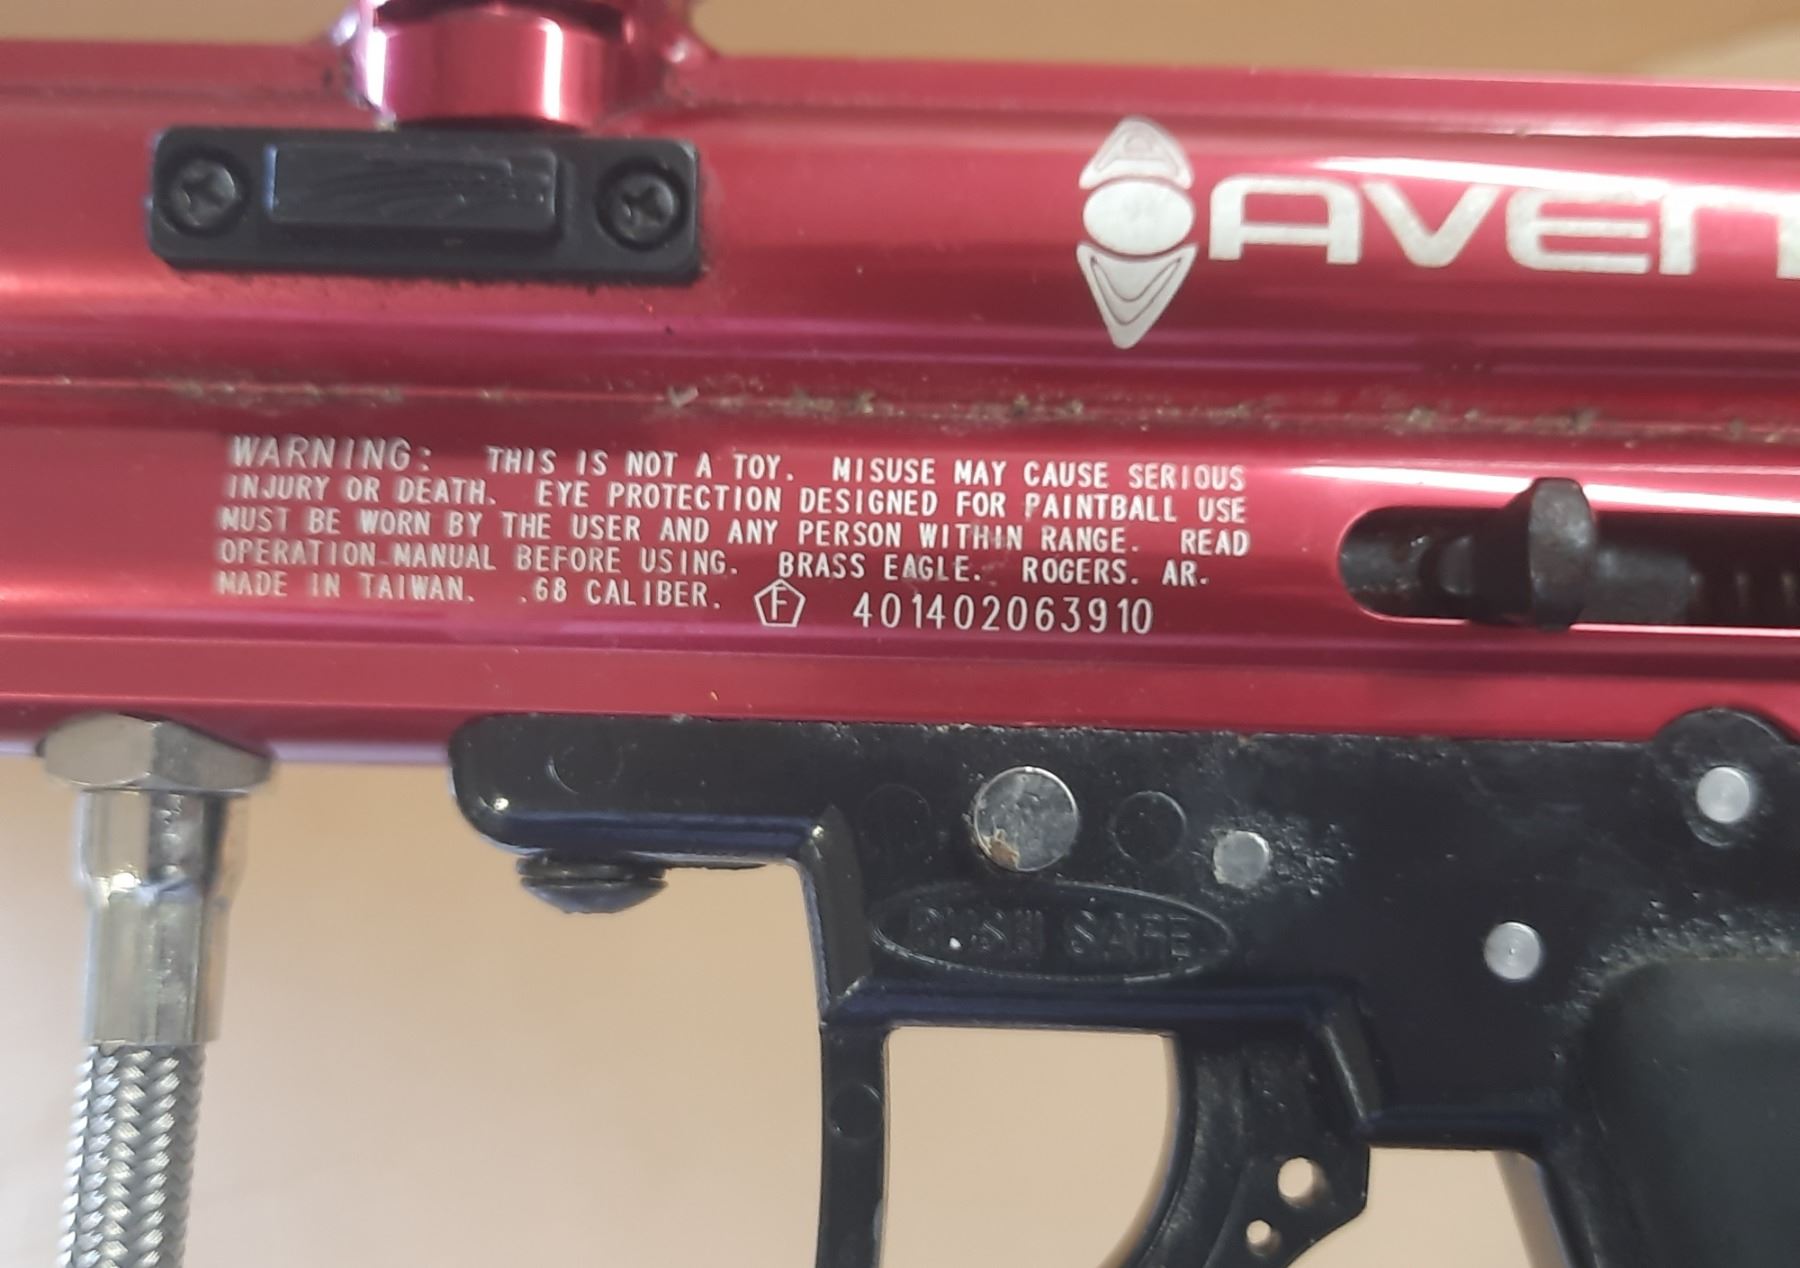 AVEN
WARNING: THIS IS NOT A TOY. MISUSE MAY CAUSE SERIOUS
INJURY OR DEATH. EYE PROTECTION DESIGNED FOR PAINTBALL USE
MUST BE WORN BY THE USER AND ANY PERSON WITHIN RANGE. READ
OPERATION MANUAL BEFORE USING. BRASS EAGLE. ROGERS. AR.
MADE IN TAIWAN. .68 CALIBER. F 401402063910
PUSH SAFE